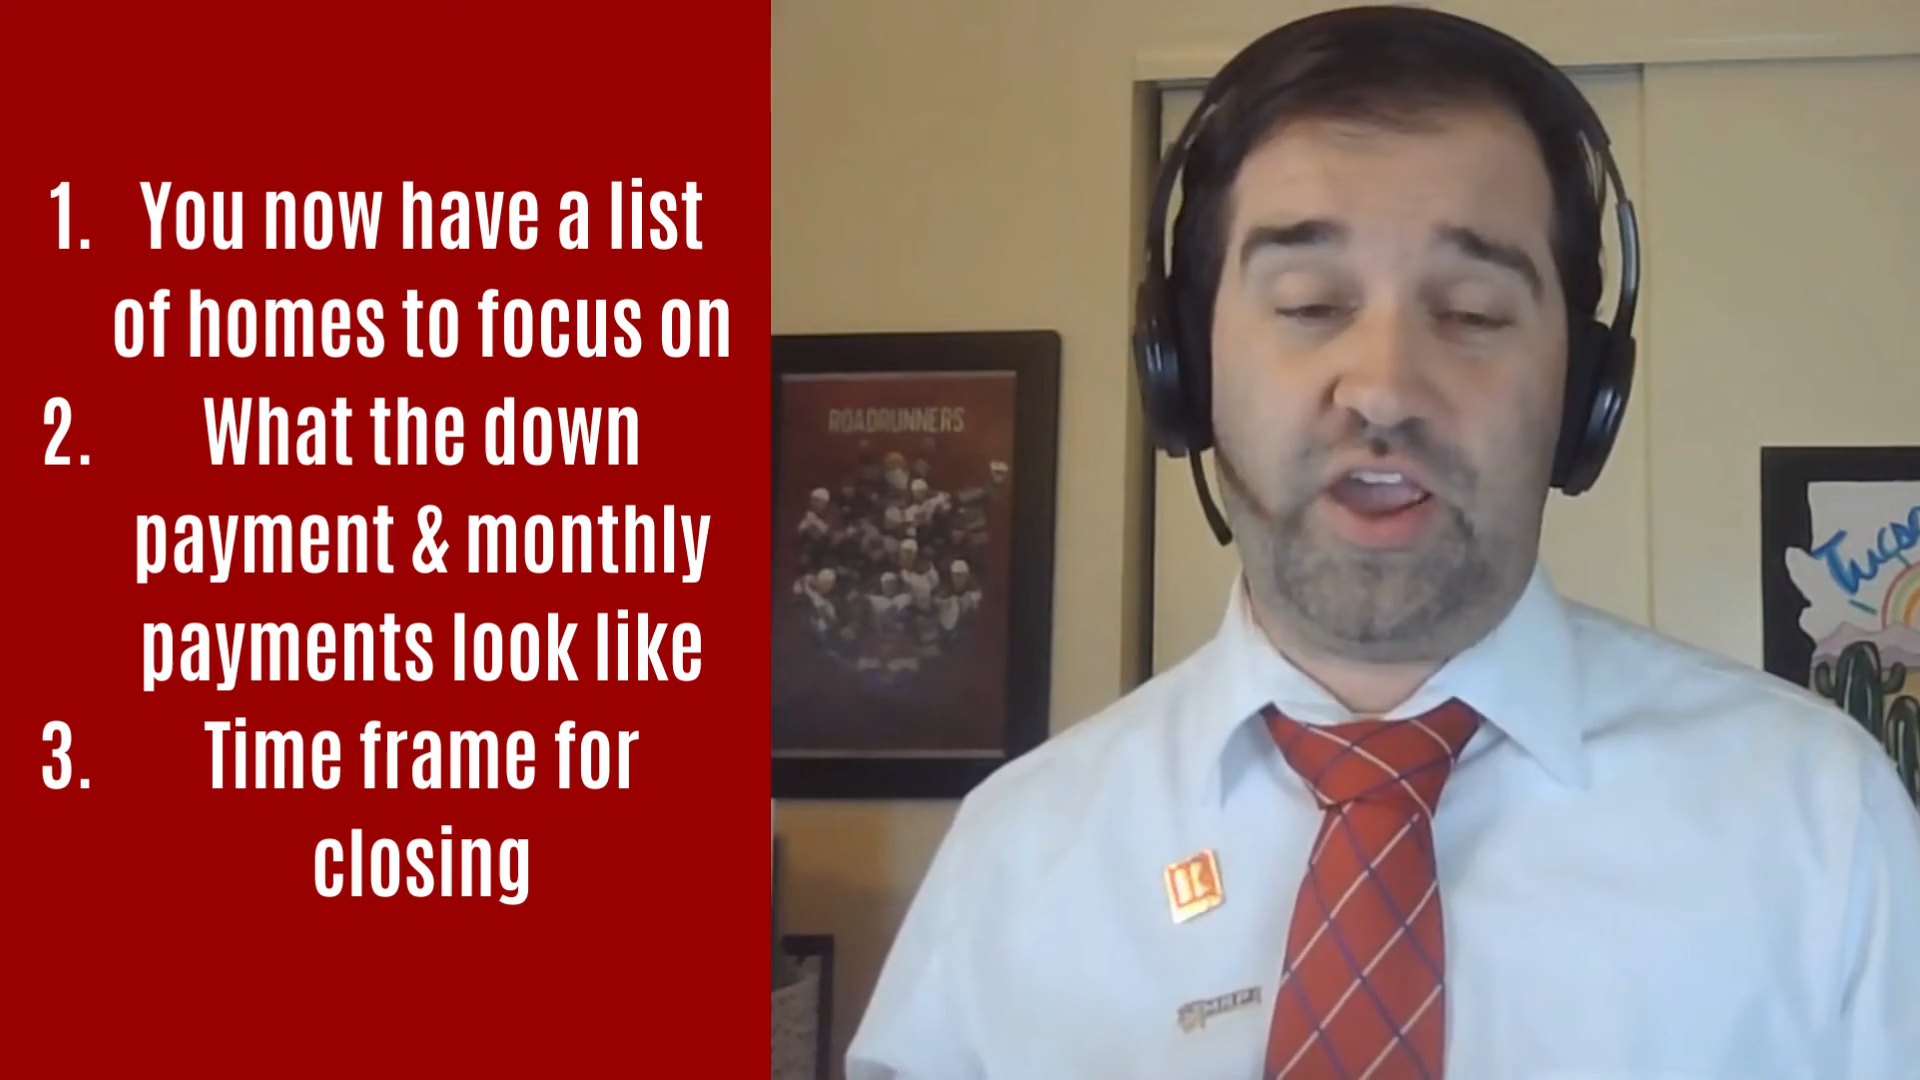 1. You now have a list
of homes to focus on
2. What the down
payment & monthly
payments look like
3. Time frame for
closing
ROADRUNNERS